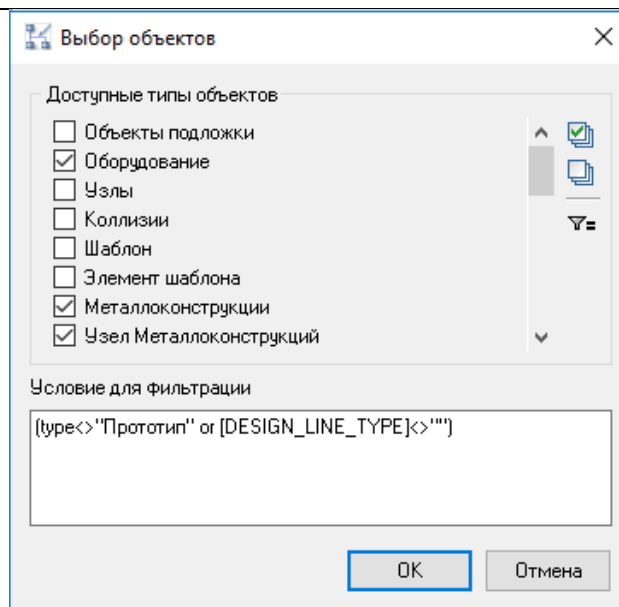 Выбор объектов
Доступные типы объектов
Объекты подложки
Оборудование
Узлы
Коллизии
Шаблон
Элемент шаблона
Металлоконструкции
Узел Металлоконструкций
Условие для фильтрации
(type<>"Прототип" or [DESIGN_LINE_TYPE]<>"")
OK
Отмена